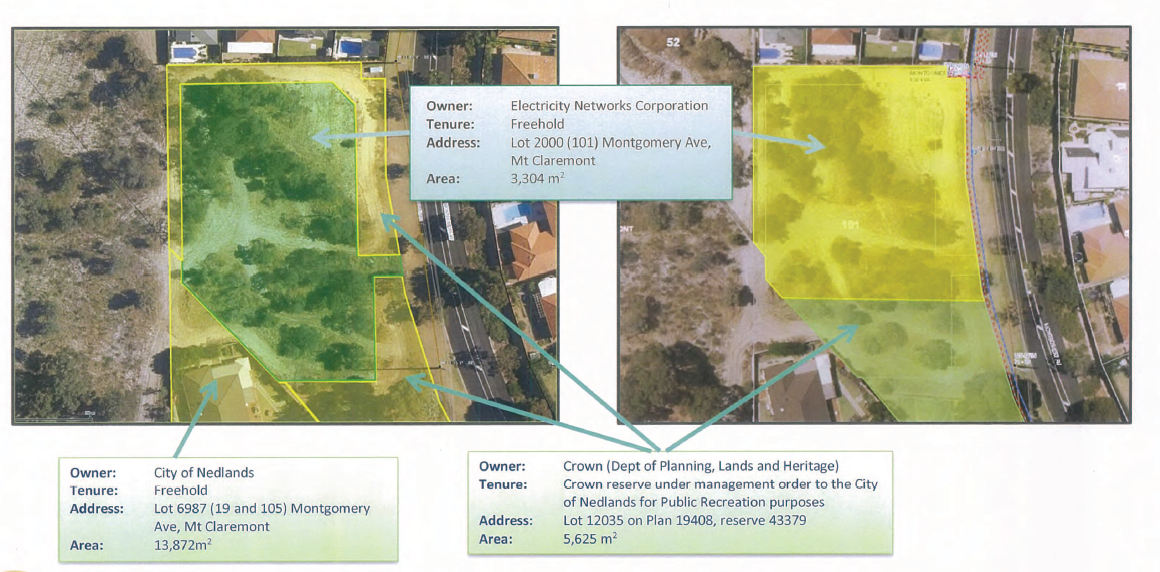 52
Owner: Electricity Networks Corporation
Tenure: Freehold
Address: Lot 2000 (101) Montgomery Ave,
Mt Claremont
Area: 3,304 m²
101
Owner: City of Nedlands
Tenure: Freehold
Address: Lot 6987 (19 and 105) Montgomery
Ave, Mt Claremont
Area: 13,872m²
Owner: Crown (Dept of Planning, Lands and Heritage)
Tenure: Crown reserve under management order to the City
of Nedlands for Public Recreation purposes
Address: Lot 12035 on Plan 19408, reserve 43379
Area: 5,625 m²